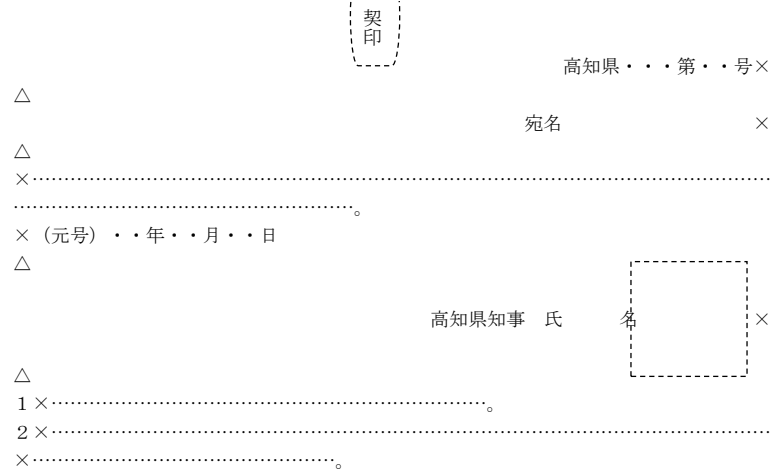 契印
高知県・・・第・・号×
△
宛名　×
△
×……………………………………………………………………………………………………
……………………………………………。
×（元号）・・年・・月・・日
△
高知県知事　氏　　名　×
△
１×…………………………………………………………。
２×…………………………………………………………………………………………………
×…………………………………………。